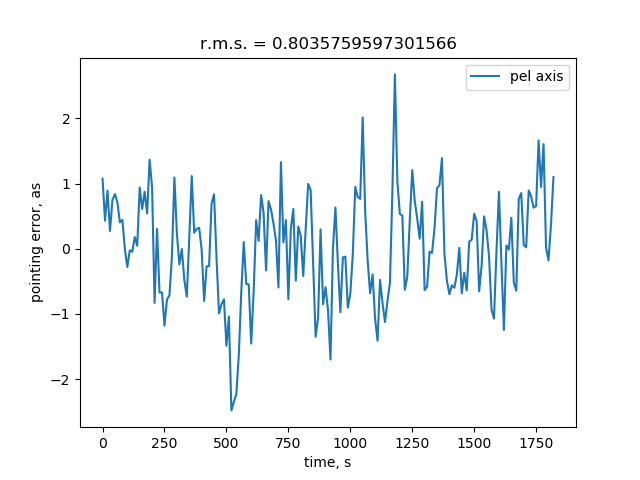 r.m.s. = 0.8035759597301566
pel axis
pointing error, as
2
1
0
−1
−2
0 250 500 750 1000 1250 1500 1750
time, s